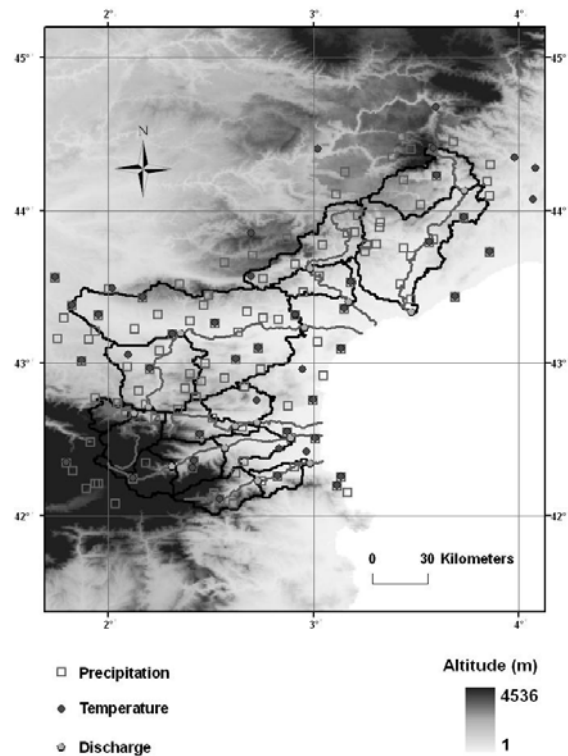 2° 3° 4°
45° 45°
N
44° 44°
43° 43°
42° 42°
0 30 Kilometers
2° 3° 4°
Precipitation
Temperature
Discharge
Altitude (m)
4536
1